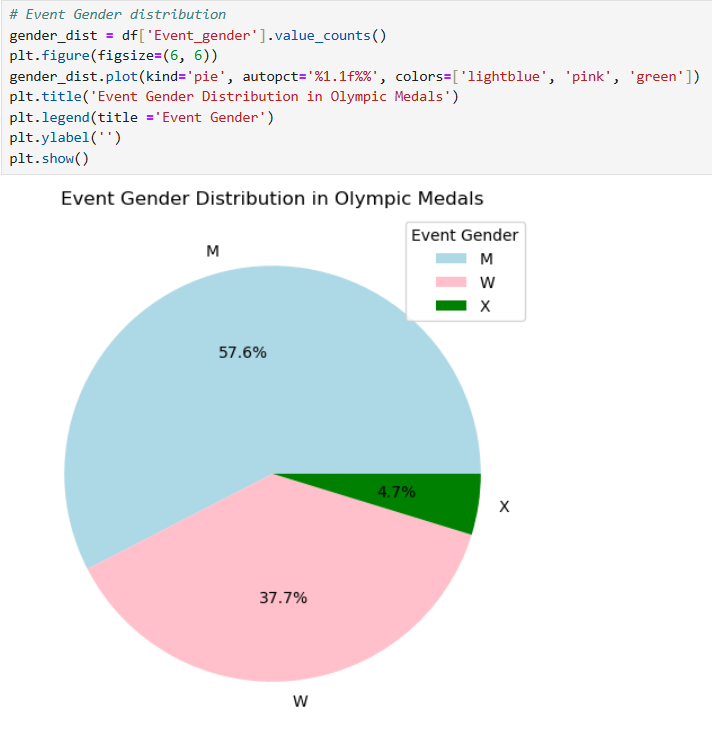 # Event Gender distribution
gender_dist = df['Event_gender'].value_counts()
plt.figure(figsize=(6, 6))
gender_dist.plot(kind='pie', autopct='%1.1f%%', colors=['lightblue', 'pink', 'green'])
plt.title('Event Gender Distribution in Olympic Medals')
plt.legend(title ='Event Gender')
plt.ylabel('')
plt.show()
Event Gender Distribution in Olympic Medals
Event Gender
M
W
X
M
57.6%
4.7%
X
37.7%
W